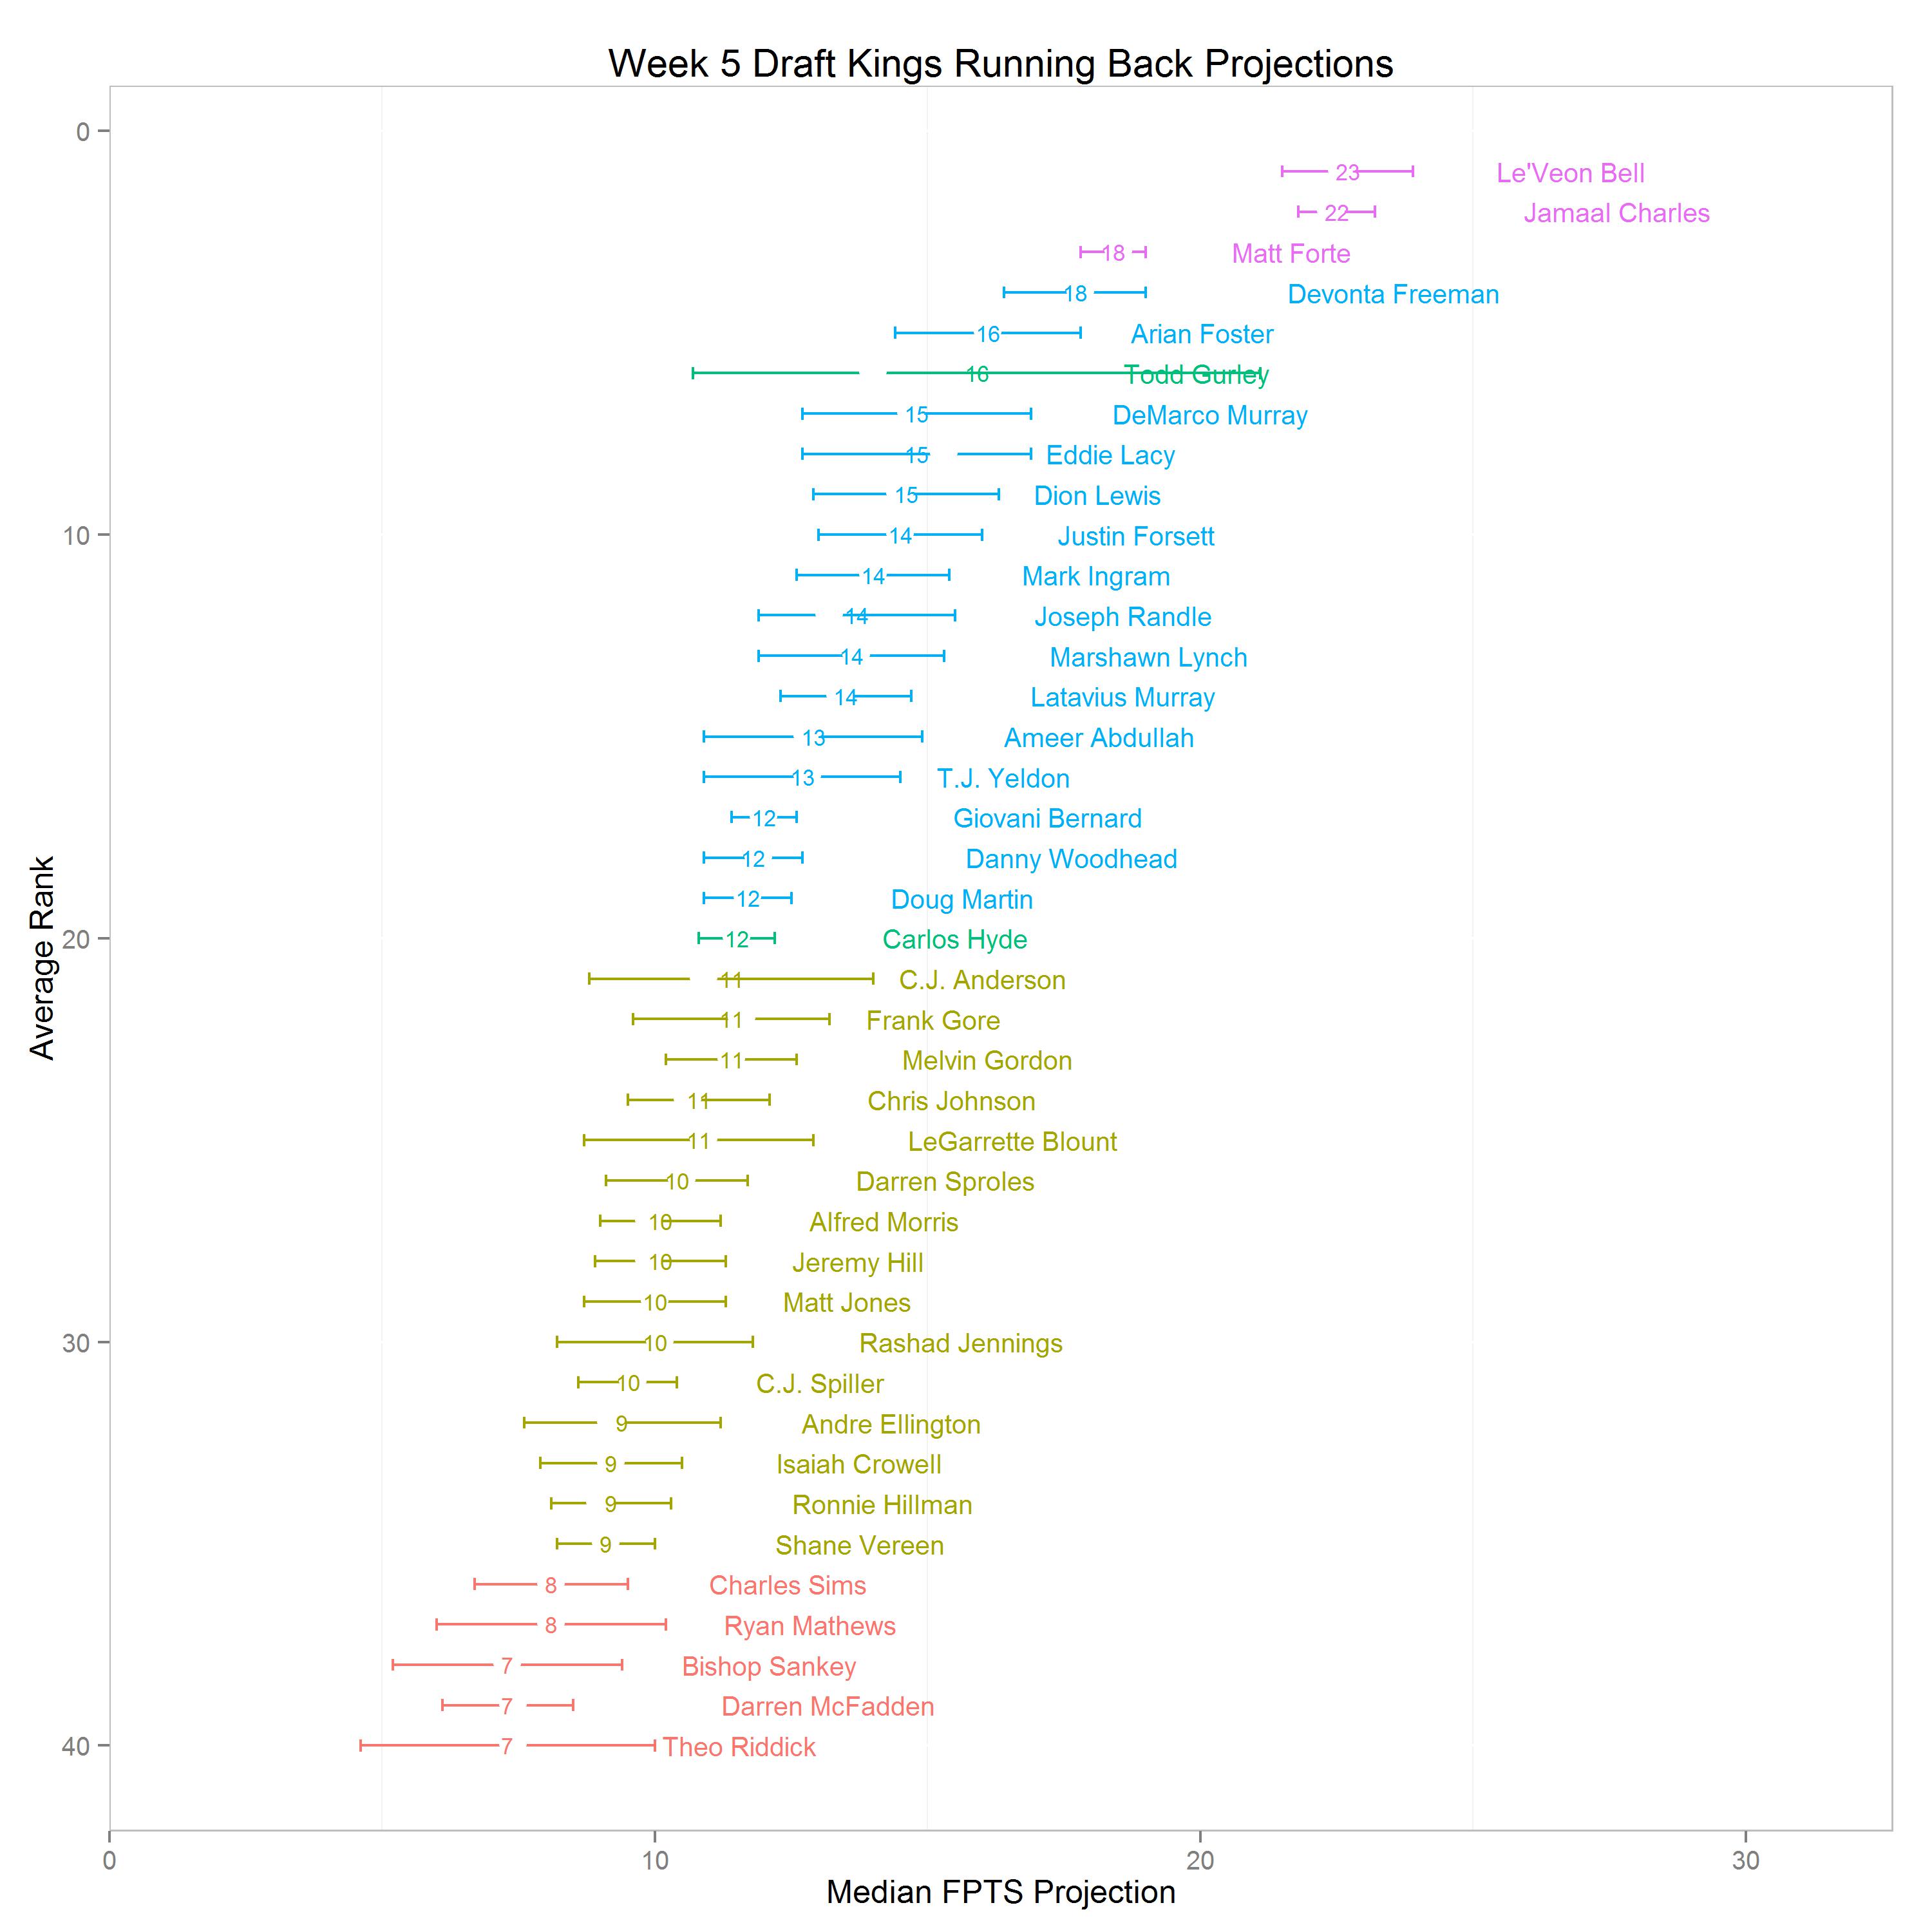 Week 5 Draft Kings Running Back Projections
0
23 Le'Veon Bell
22 Jamaal Charles
18 Matt Forte
18 Devonta Freeman
16 Arian Foster
16 Todd Gurley
15 DeMarco Murray
15 Eddie Lacy
15 Dion Lewis
10 14 Justin Forsett
14 Mark Ingram
14 Joseph Randle
14 Marshawn Lynch
14 Latavius Murray
13 Ameer Abdullah
13 T.J. Yeldon
12 Giovani Bernard
12 Danny Woodhead
12 Doug Martin
20 12 Carlos Hyde
11 C.J. Anderson
11 Frank Gore
11 Melvin Gordon
11 Chris Johnson
11 LeGarrette Blount
10 Darren Sproles
10 Alfred Morris
10 Jeremy Hill
10 Matt Jones
30 10 Rashad Jennings
10 C.J. Spiller
9 Andre Ellington
9 Isaiah Crowell
9 Ronnie Hillman
9 Shane Vereen
8 Charles Sims
8 Ryan Mathews
7 Bishop Sankey
7 Darren McFadden
40 7 Theo Riddick
Average Rank
0 10 20 30
Median FPTS Projection